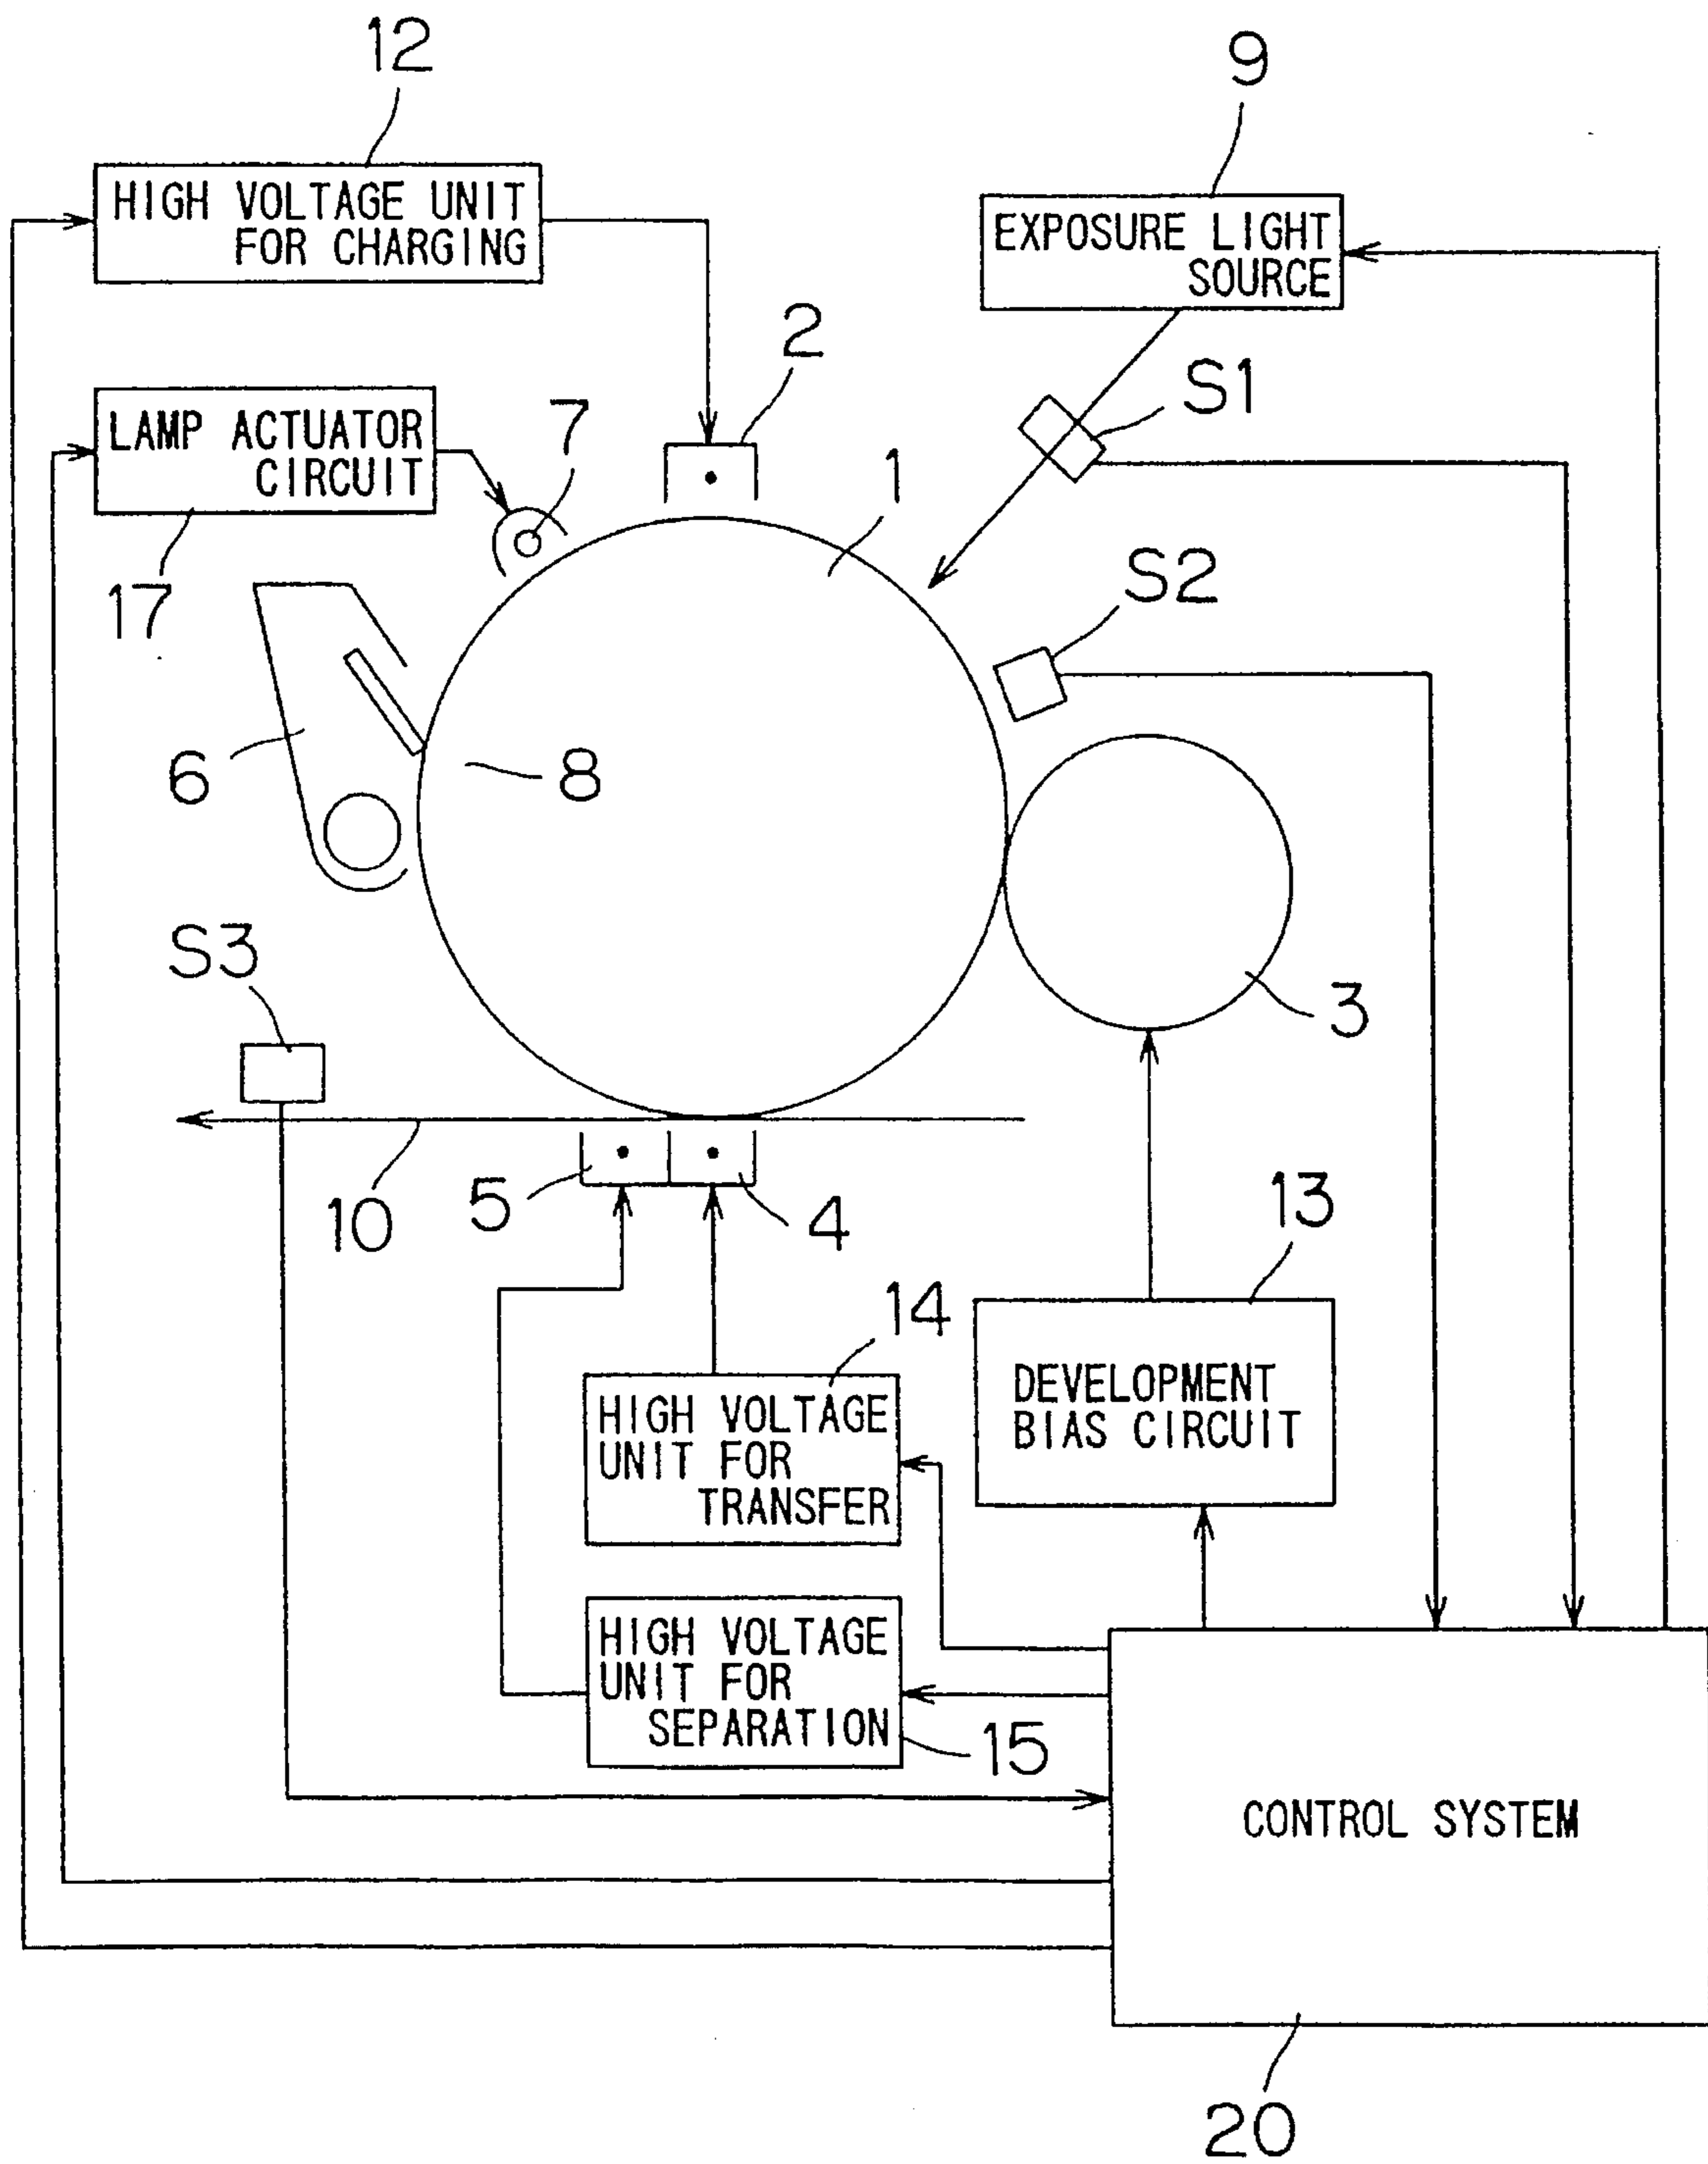 12
9
HIGH VOLTAGE UNIT
FOR CHARGING
EXPOSURE LIGHT
SOURCE
2
S1
LAMP ACTUATOR
CIRCUIT
7
1
S2
17
6
8
S3
3
10
5
4
13
14
HIGH VOLTAGE
UNIT FOR
TRANSFER
DEVELOPMENT
BIAS CIRCUIT
HIGH VOLTAGE
UNIT FOR
SEPARATION
15
CONTROL SYSTEM
20